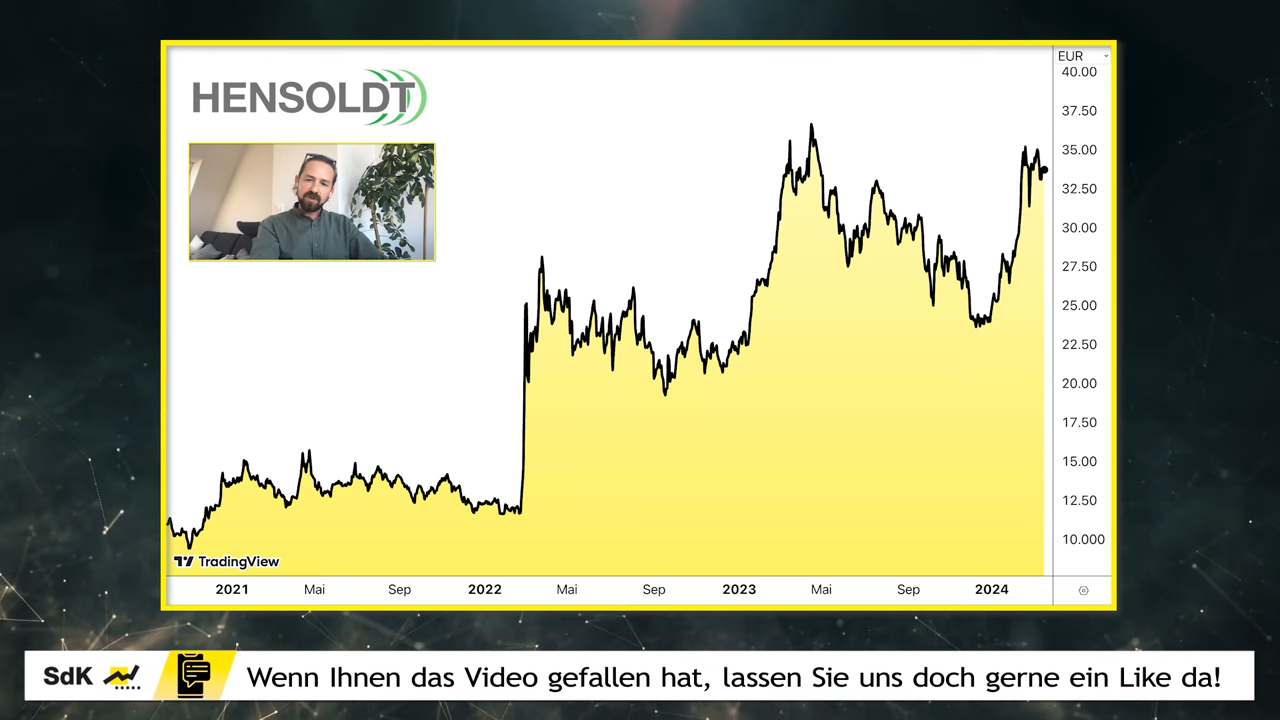 HENSOLDT
EUR
40.00
37.50
35.00
32.50
30.00
27.50
25.00
22.50
20.00
17.50
15.00
12.50
10.000
TradingView
2021 Mai Sep 2022 Mai Sep 2023 Mai Sep 2024
SdK Wenn Ihnen das Video gefallen hat, lassen Sie uns doch gerne ein Like da!